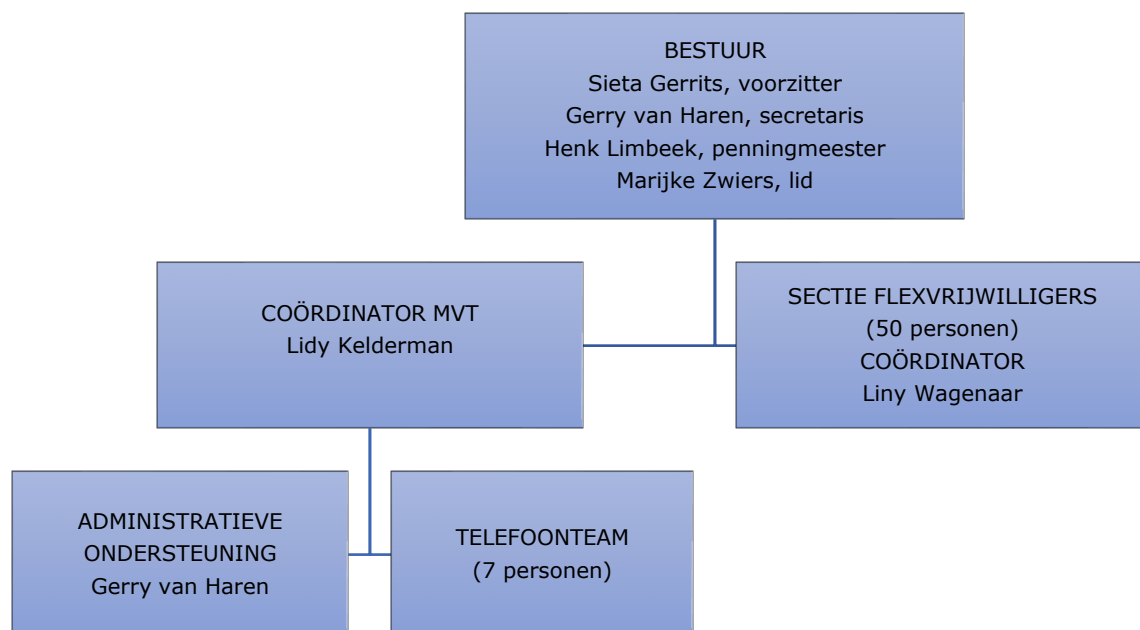 BESTUUR
Sieta Gerrits, voorzitter
Gerry van Haren, secretaris
Henk Limbeek, penningmeester
Marijke Zwiers, lid
COÖRDINATOR MVT
Lidy Kelderman
SECTIE FLEXVRIJWILLIGERS
(50 personen)
COÖRDINATOR
Liny Wagenaar
ADMINISTRATIEVE
ONDERSTEUNING
Gerry van Haren
TELEFOONTEAM
(7 personen)